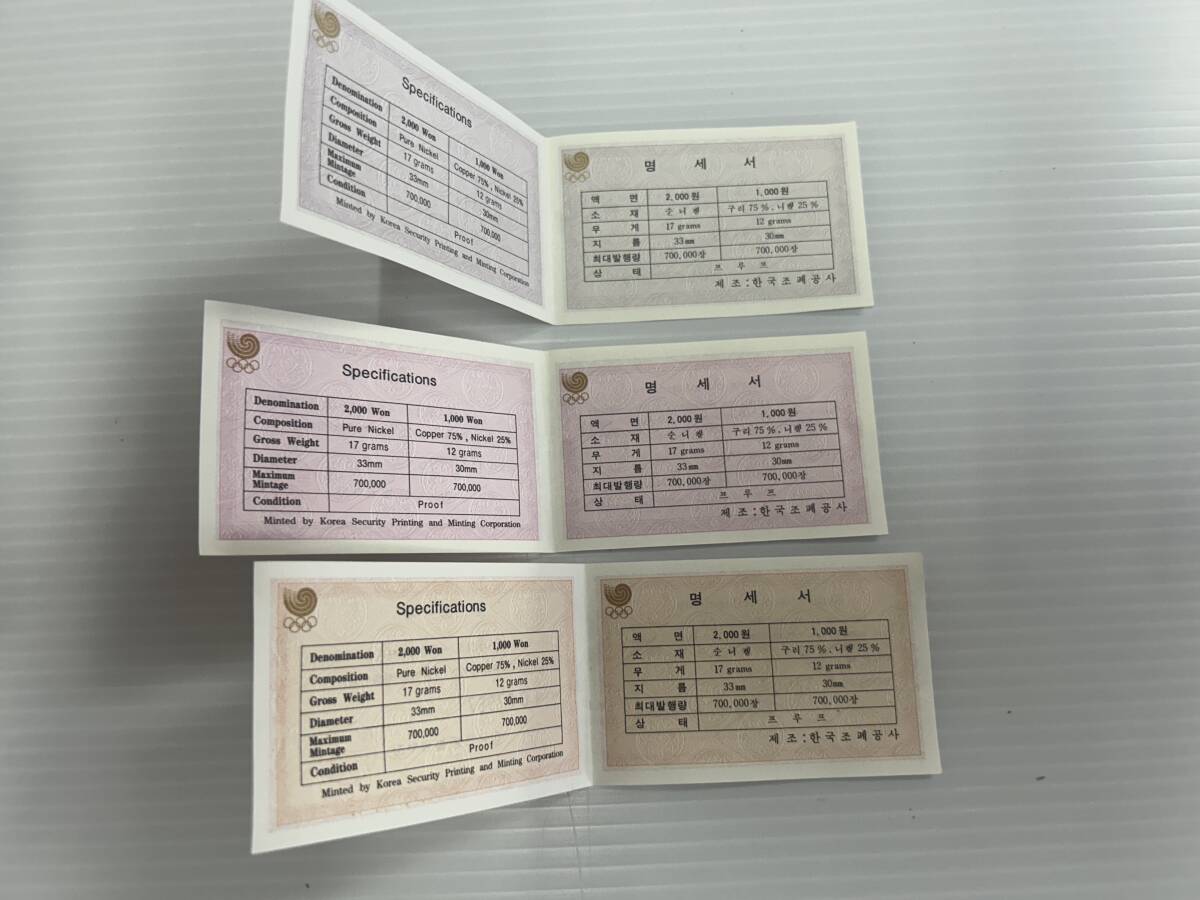 Specifications
Denomination 2,000 Won 1,000 Won
Composition Pure Nickel Copper 75%, Nickel 25%
Gross Weight 17 grams 12 grams
Diameter 33mm 30mm
Maximum Mintage 700,000 700,000
Condition Proof
Minted by Korea Security Printing and Minting Corporation
명 세 서
액 면 2,000원 1,000원
소 재 순니켈 구리 75%. 니켈 25%
무 게 17 grams 12 grams
지 름 33mm 30mm
최대발행량 700,000장 700,000장
상 태 프 루 프
제조:한국조폐공사
Specifications
Denomination 2,000 Won 1,000 Won
Composition Pure Nickel Copper 75%, Nickel 25%
Gross Weight 17 grams 12 grams
Diameter 33mm 30mm
Maximum Mintage 700,000 700,000
Condition Proof
Minted by Korea Security Printing and Minting Corporation
명 세 서
액 면 2,000원 1,000원
소 재 순니켈 구리 75%. 니켈 25%
무 게 17 grams 12 grams
지 름 33mm 30mm
최대발행량 700,000장 700,000장
상 태 프 루 프
제조:한국조폐공사
Specifications
Denomination 2,000 Won 1,000 Won
Composition Pure Nickel Copper 75%, Nickel 25%
Gross Weight 17 grams 12 grams
Diameter 33mm 30mm
Maximum Mintage 700,000 700,000
Condition Proof
Minted by Korea Security Printing and Minting Corporation
명 세 서
액 면 2,000원 1,000원
소 재 순니켈 구리 75%. 니켈 25%
무 게 17 grams 12 grams
지 름 33mm 30mm
최대발행량 700,000장 700,000장
상 태 프 루 프
제조:한국조폐공사